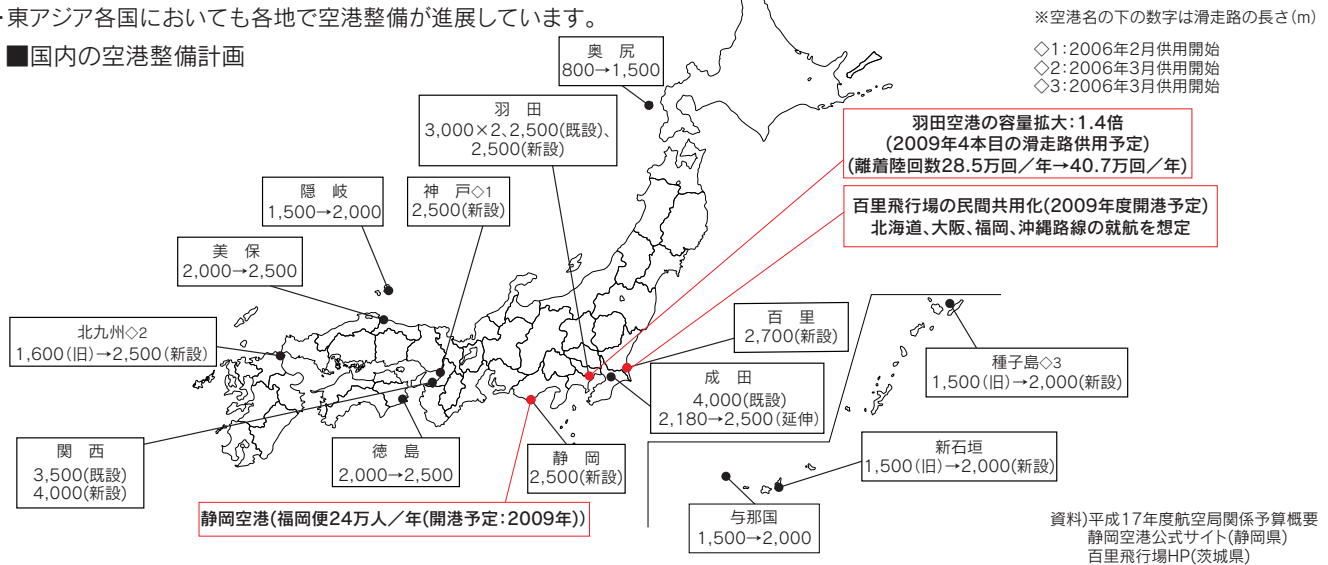 ・東アジア各国においても各地で空港整備が進展しています。
■国内の空港整備計画
※空港名の下の数字は滑走路の長さ(m)
◇1：2006年2月供用開始
◇2：2006年3月供用開始
◇3：2006年3月供用開始
奥　尻
800→1,500
羽　田
3,000×2、2,500(既設)、
2,500(新設)
羽田空港の容量拡大：1.4倍
(2009年4本目の滑走路供用予定)
(離着陸回数28.5万回／年→40.7万回／年)
隠　岐
1,500→2,000
神　戸◇1
2,500(新設)
百里飛行場の民間共用化(2009年度開港予定)
北海道、大阪、福岡、沖縄路線の就航を想定
美　保
2,000→2,500
北九州◇2
1,600(旧)→2,500(新設)
百　里
2,700(新設)
種子島◇3
1,500(旧)→2,000(新設)
成　田
4,000(既設)
2,180→2,500(延伸)
関　西
3,500(既設)
4,000(新設)
徳　島
2,000→2,500
静　岡
2,500(新設)
新石垣
1,500(旧)→2,000(新設)
静岡空港(福岡便24万人／年(開港予定：2009年))
与那国
1,500→2,000
資料)平成17年度航空局関係予算概要
静岡空港公式サイト(静岡県)
百里飛行場HP(茨城県)